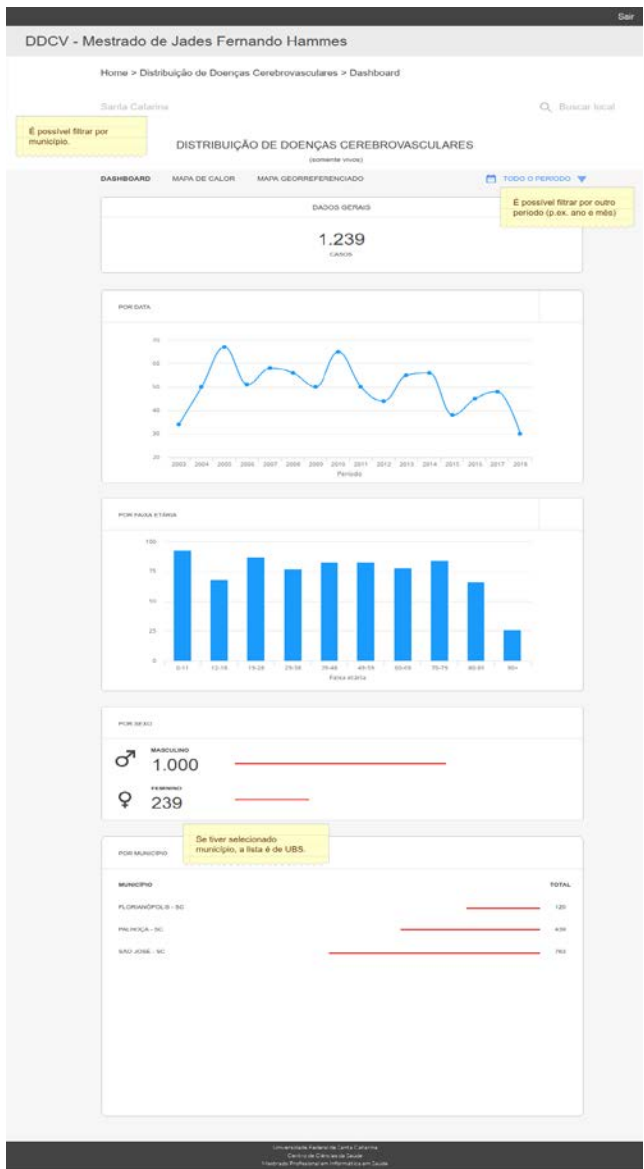 Sair
DDCV - Mestrado de Jades Fernando Hammes
Home > Distribuição de Doenças Cerebrovasculares > Dashboard
Santa Catarina
Buscar local
É possível filtrar por
município.
DISTRIBUIÇÃO DE DOENÇAS CEREBROVASCULARES
(somente vivos)
DASHBOARD MAPA DE CALOR MAPA GEORREFERENCIADO TODO O PERÍODO
É possível filtrar por outro
período (p.ex. ano e mês)
DADOS GERAIS
1.239
CASOS
POR DATA
70
60
50
40
30
20
2003 2004 2005 2006 2007 2008 2009 2010 2011 2012 2013 2014 2015 2016 2017 2018
Período
POR FAIXA ETÁRIA
100
75
50
25
0
0-11 12-18 19-28 29-38 39-48 49-59 60-69 70-79 80-89 90+
Faixa etária
POR SEXO
MASCULINO
1.000
FEMININO
239
Se tiver selecionado
município, a lista é de UBS.
POR MUNICÍPIO
MUNICÍPIO TOTAL
FLORIANÓPOLIS - SC 120
PALHOÇA - SC
SÃO JOSÉ - SC
Universidade Federal de Santa Catarina
Centro de Ciências da Saúde
Mestrado Profissional em Informática em Saúde